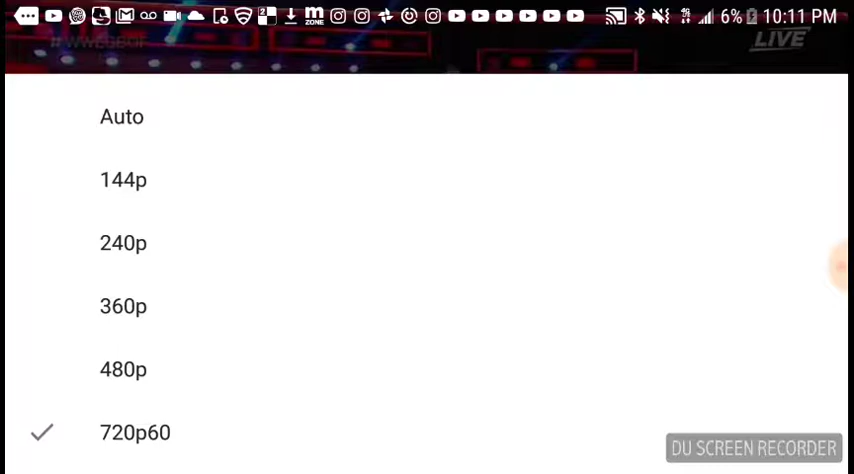 6% 10:11 PM
LIVE
Auto
144p
240p
360p
480p
720p60
DU SCREEN RECORDER